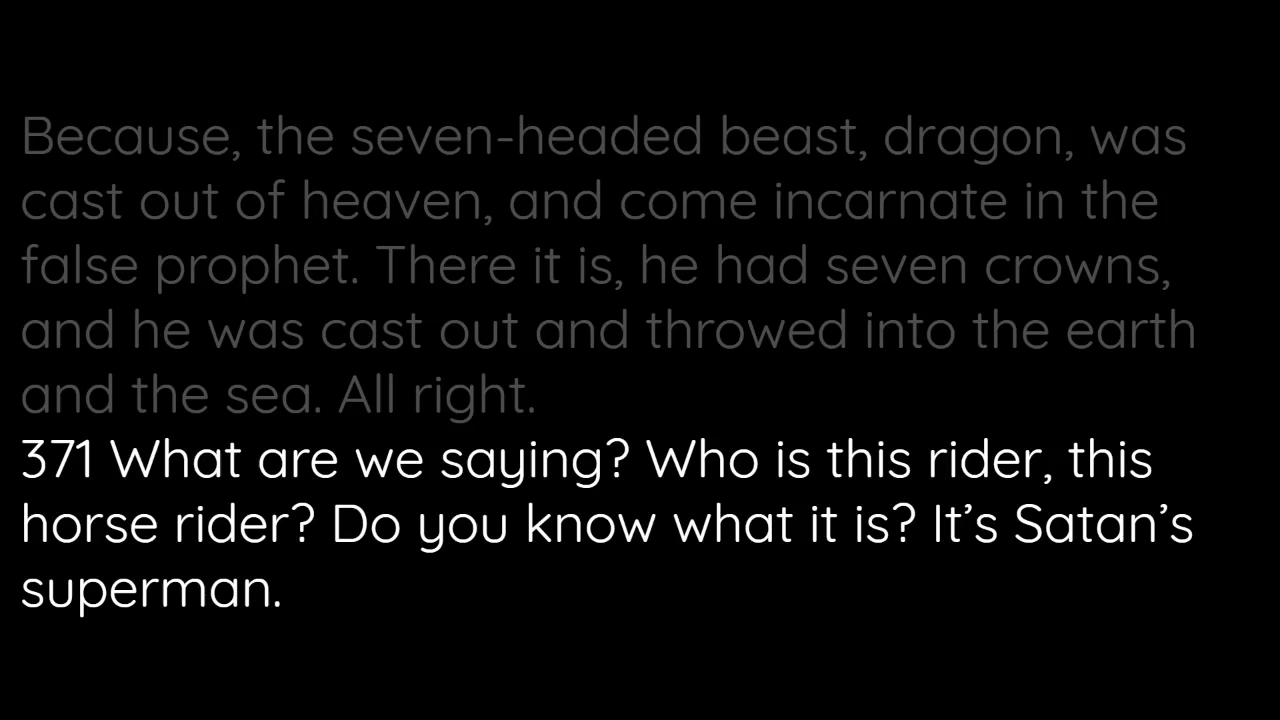 Because, the seven-headed beast, dragon, was
cast out of heaven, and come incarnate in the
false prophet. There it is, he had seven crowns,
and he was cast out and throwed into the earth
and the sea. All right.
371 What are we saying? Who is this rider, this
horse rider? Do you know what it is? It’s Satan’s
superman.